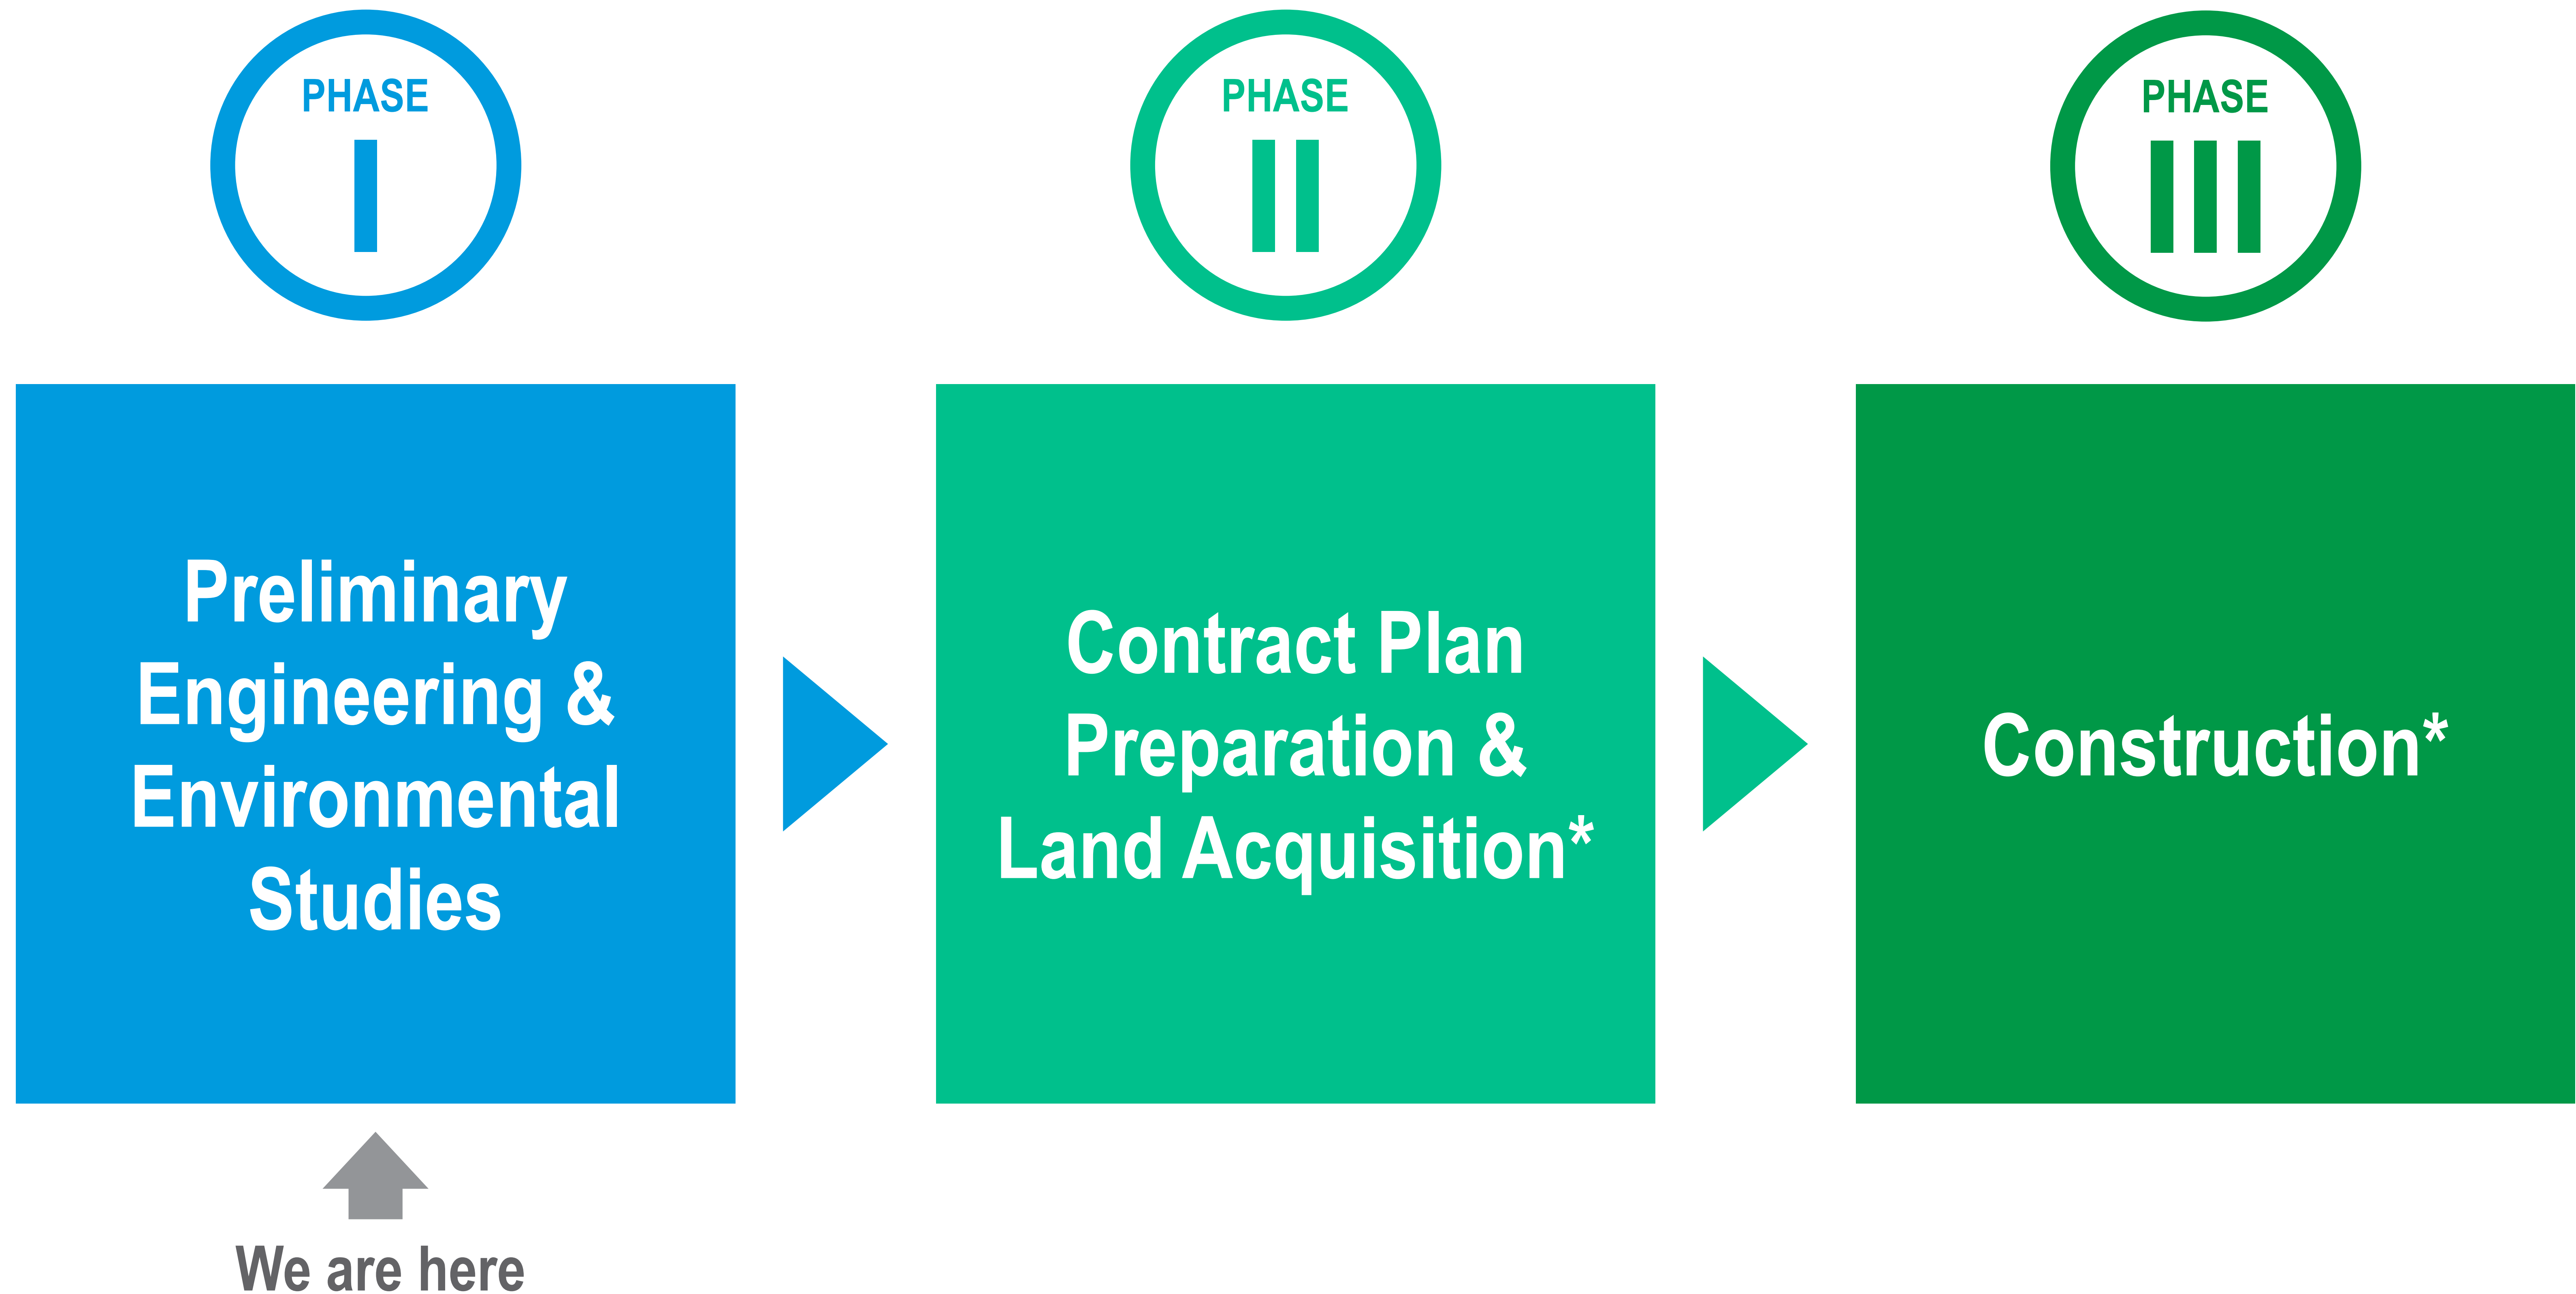 PHASE
I
PHASE
II
PHASE
III
Preliminary
Engineering &
Environmental
Studies
Contract Plan
Preparation &
Land Acquisition*
Construction*
We are here